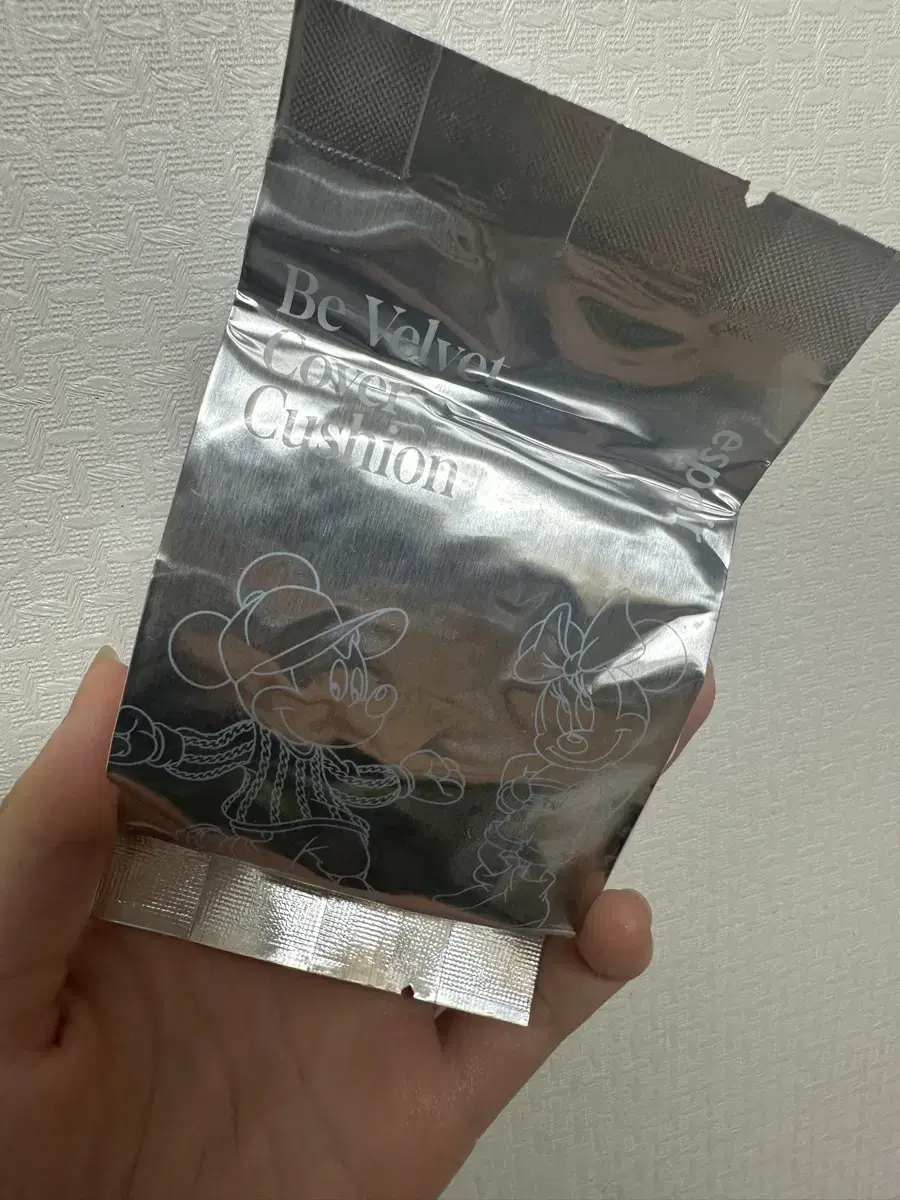 Be Velvet
Cover
Cushion
espoir